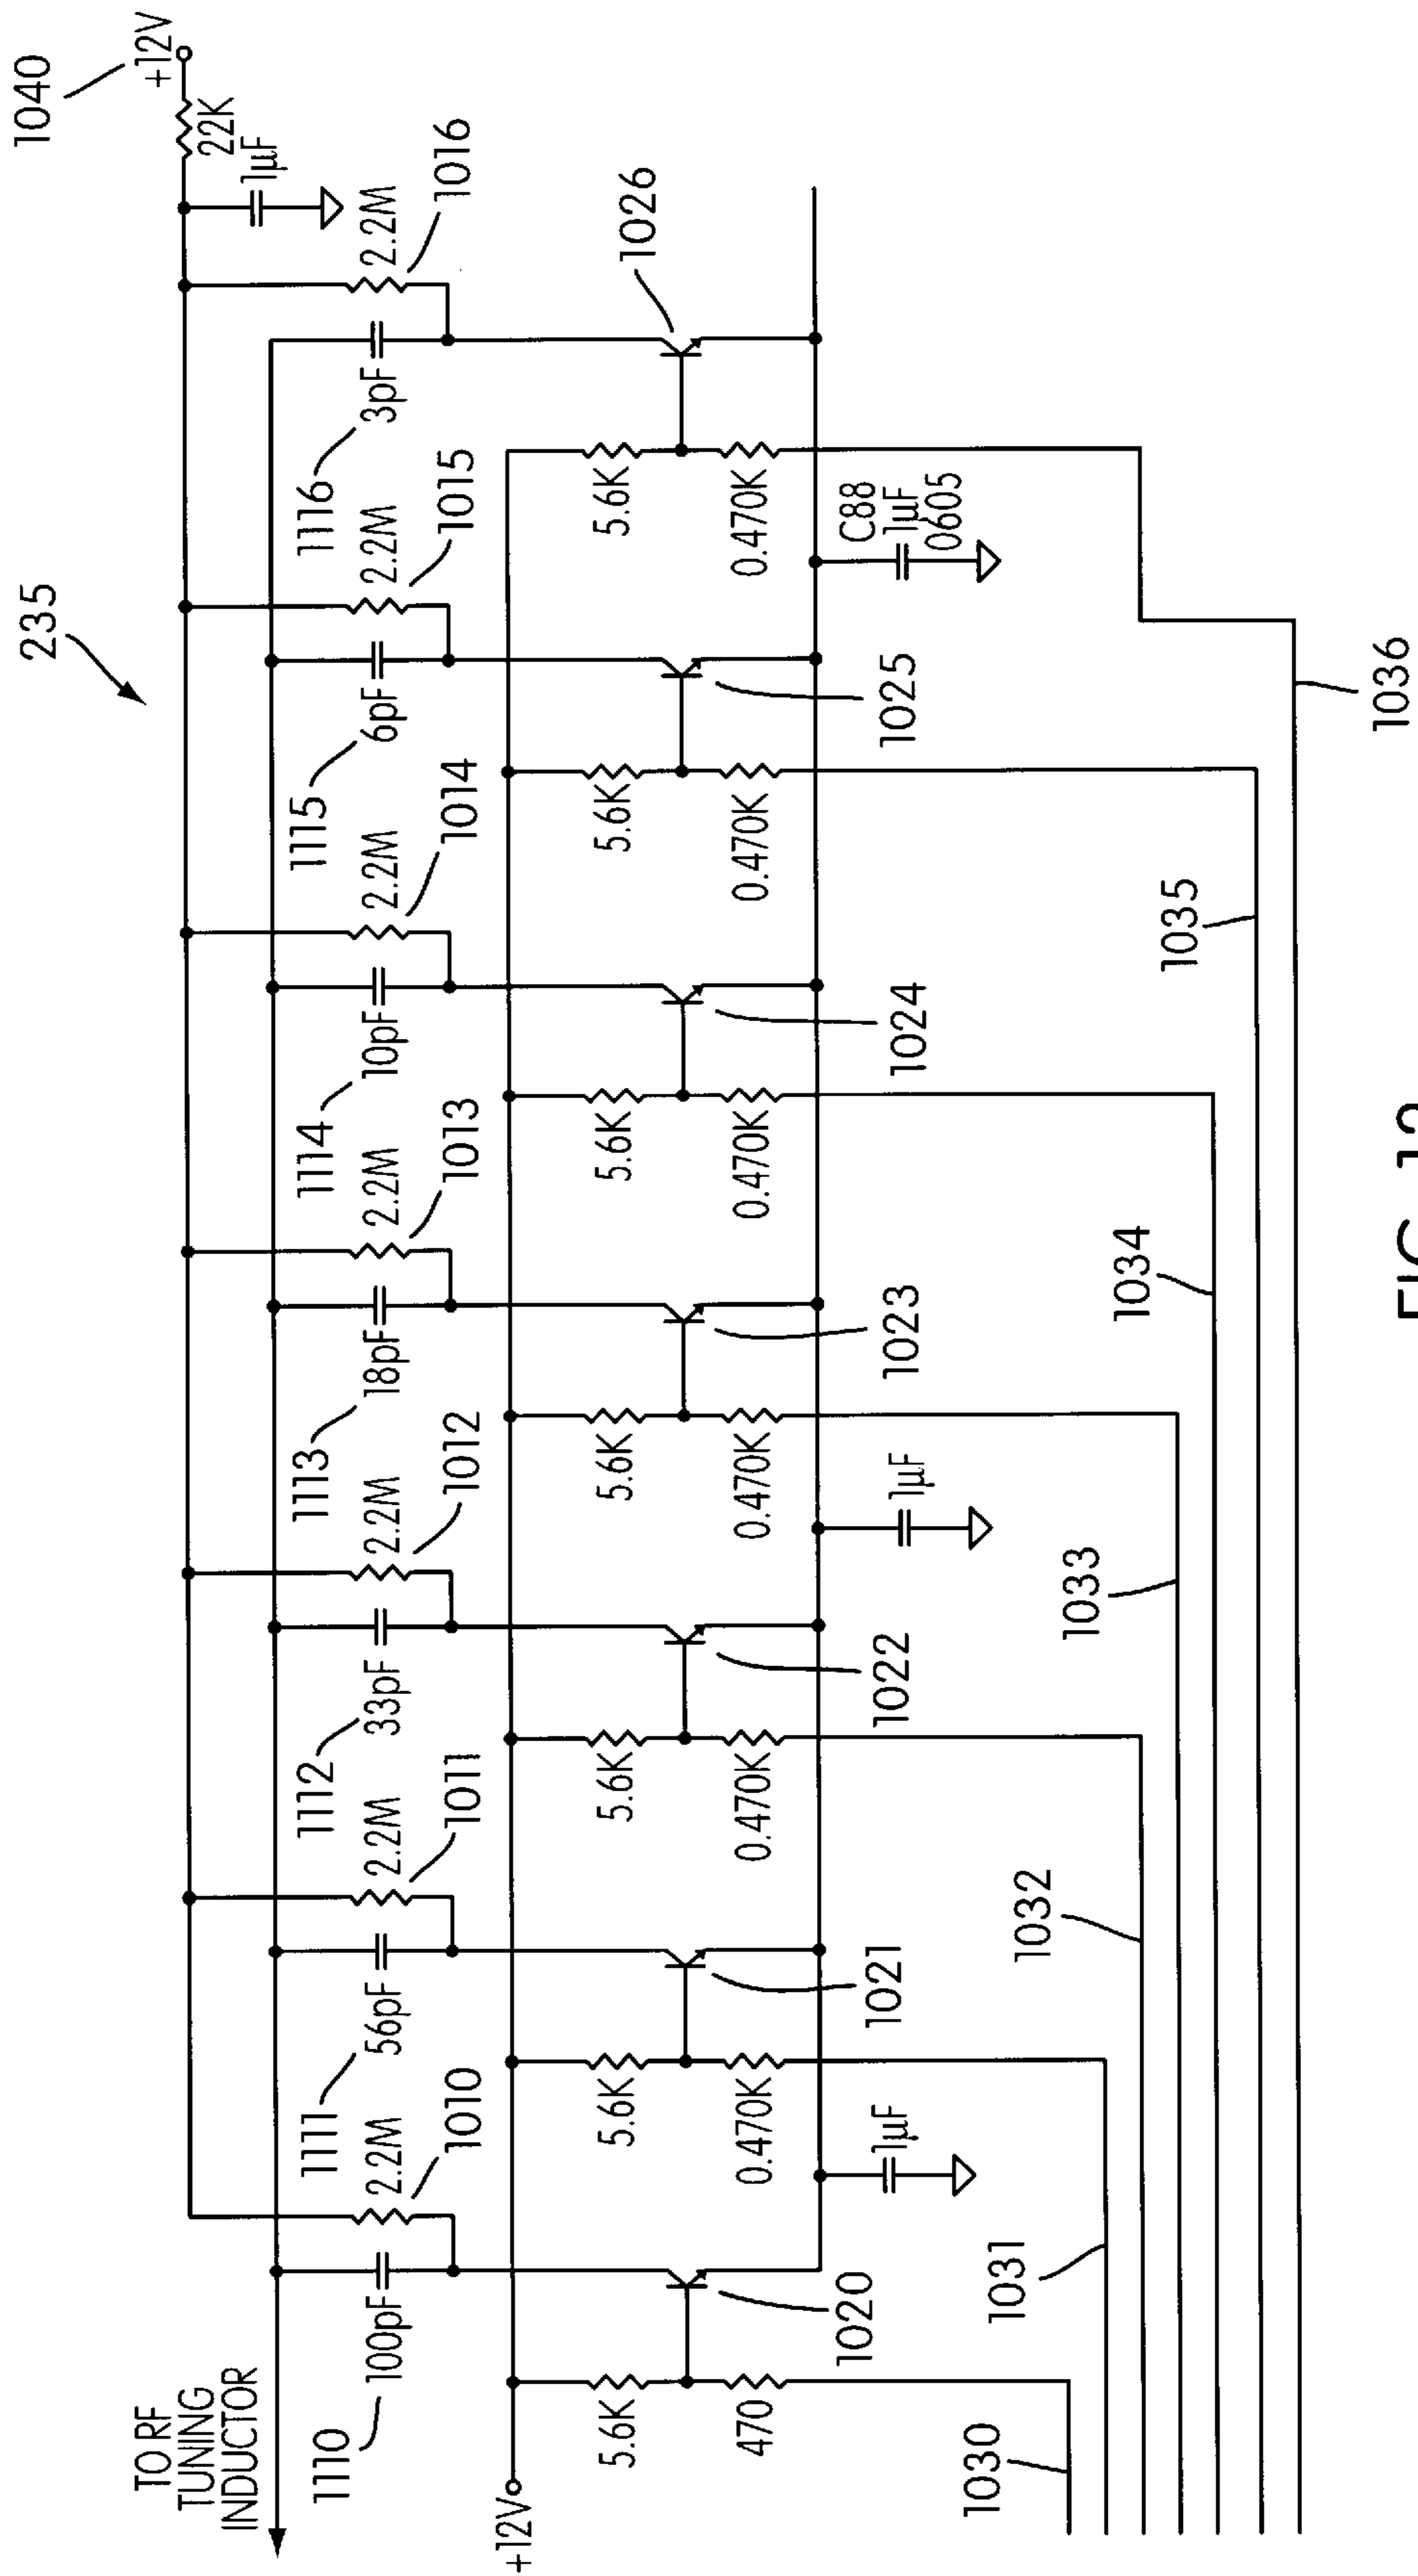 235
1040
TO RF
TUNING
INDUCTOR
+12V
22K
1µF
1110
1111
1112
1113
1114
1115
1116
100pF
2.2M
56pF
2.2M
33pF
2.2M
18pF
2.2M
10pF
2.2M
6pF
2.2M
3pF
2.2M
1010
1011
1012
1013
1014
1015
1016
+12V
5.6K
5.6K
5.6K
5.6K
5.6K
5.6K
5.6K
1026
470
0.470K
0.470K
0.470K
0.470K
0.470K
0.470K
1020
1021
1022
1023
1024
1025
1µF
1µF
C88
1µF
0605
1030
1031
1032
1033
1034
1035
1036
FIG